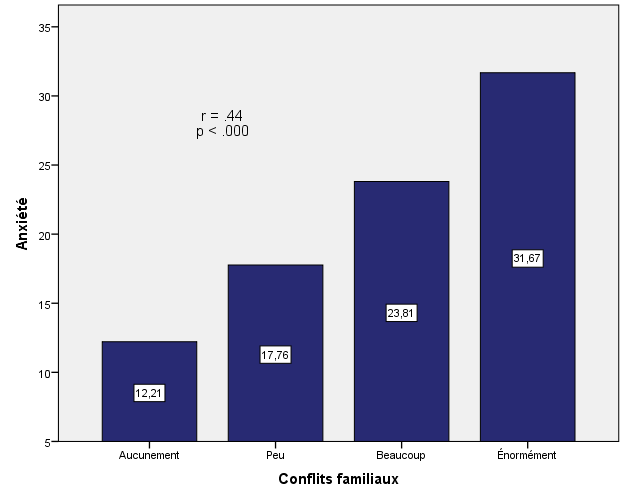 35
30
25
20
15
10
5
Anxiété
r = .44
p < .000
12,21
17,76
23,81
31,67
Aucunement
Peu
Beaucoup
Énormément
Conflits familiaux